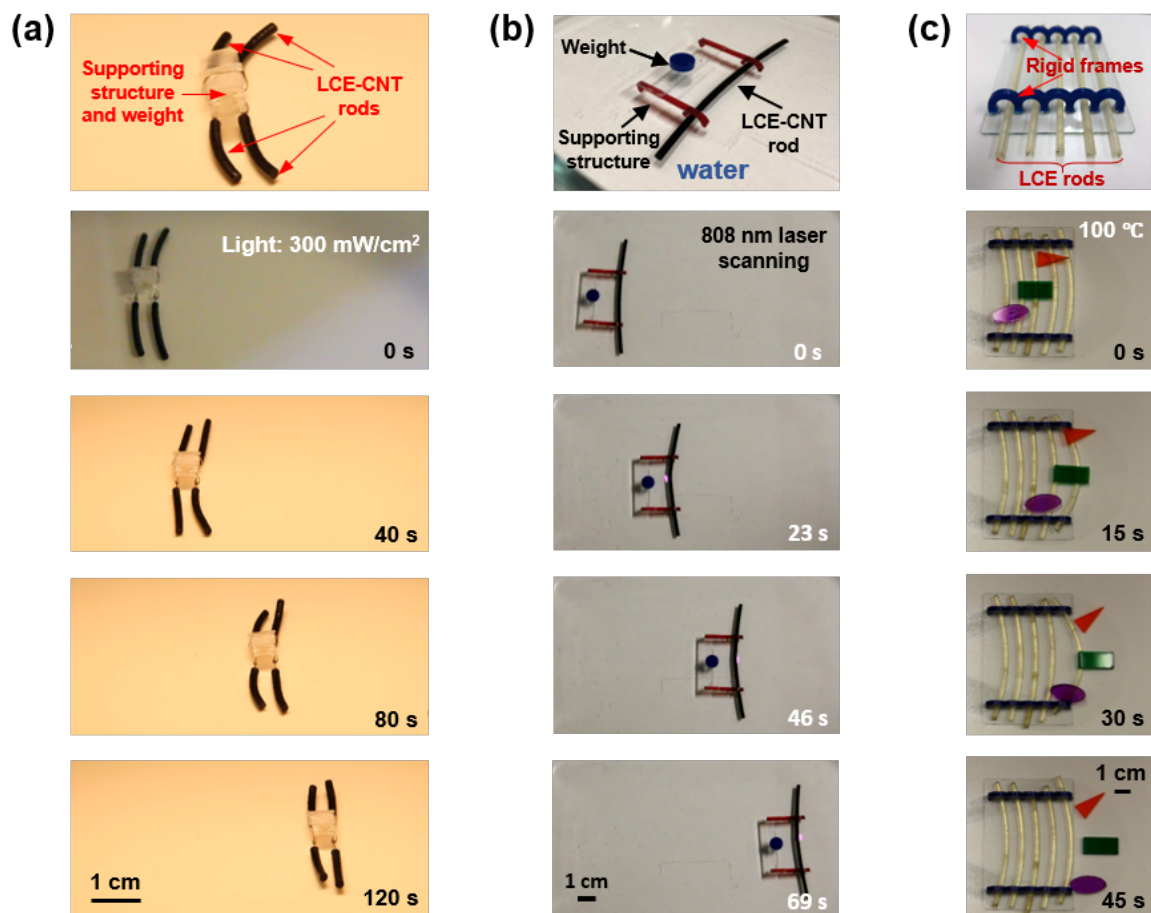 (a)
Supporting
structure
and weight
LCE-CNT
rods
Light: 300 mW/cm²
0 s
40 s
80 s
1 cm
120 s
(b)
Weight
Supporting
structure
LCE-CNT
rod
water
808 nm laser
scanning
0 s
23 s
46 s
1 cm
69 s
(c)
Rigid frames
LCE rods
100 ℃
0 s
15 s
30 s
1 cm
45 s